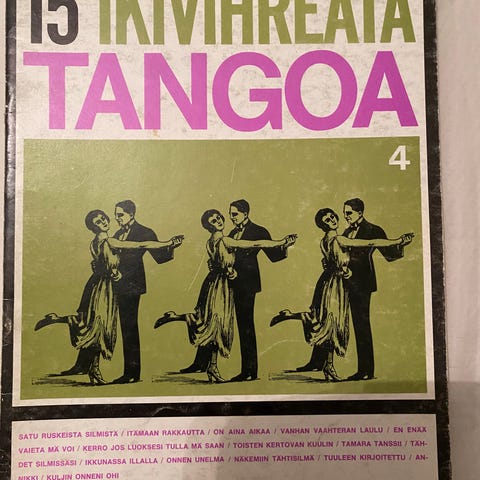 15 IKIVIHREÄTÄ
TANGOA
4
SATU RUSKEISTA SILMISTÄ / ITÄMAAN RAKKAUTTA / ON AINA AIKAA / VANHAN VAAHTERAN LAULU / EN ENÄÄ
VAIETA MÄ VOI / KERRO JOS LUOKSESI TULLA MÄ SAAN / TOISTEN KERTOVAN KUULIN / TAMARA TANSSII / TÄH-
DET SILMISSÄSI / IKKUNASSA ILLALLA / ONNEN UNELMA / NÄKEMIIN TÄHTISILMÄ / TUULEEN KIRJOITETTU / AN-
NIKKI / KULJIN ONNENI OHI